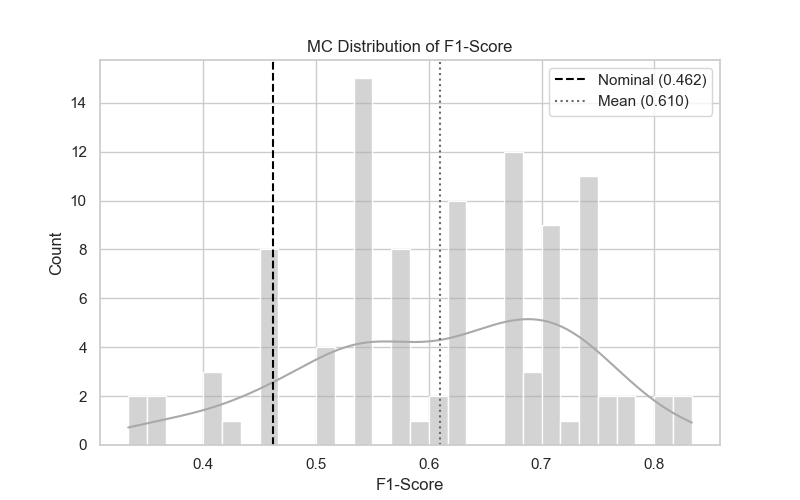 MC Distribution of F1-Score
Nominal (0.462)
Mean (0.610)
Count
14
12
10
8
6
4
2
0
0.4 0.5 0.6 0.7 0.8
F1-Score